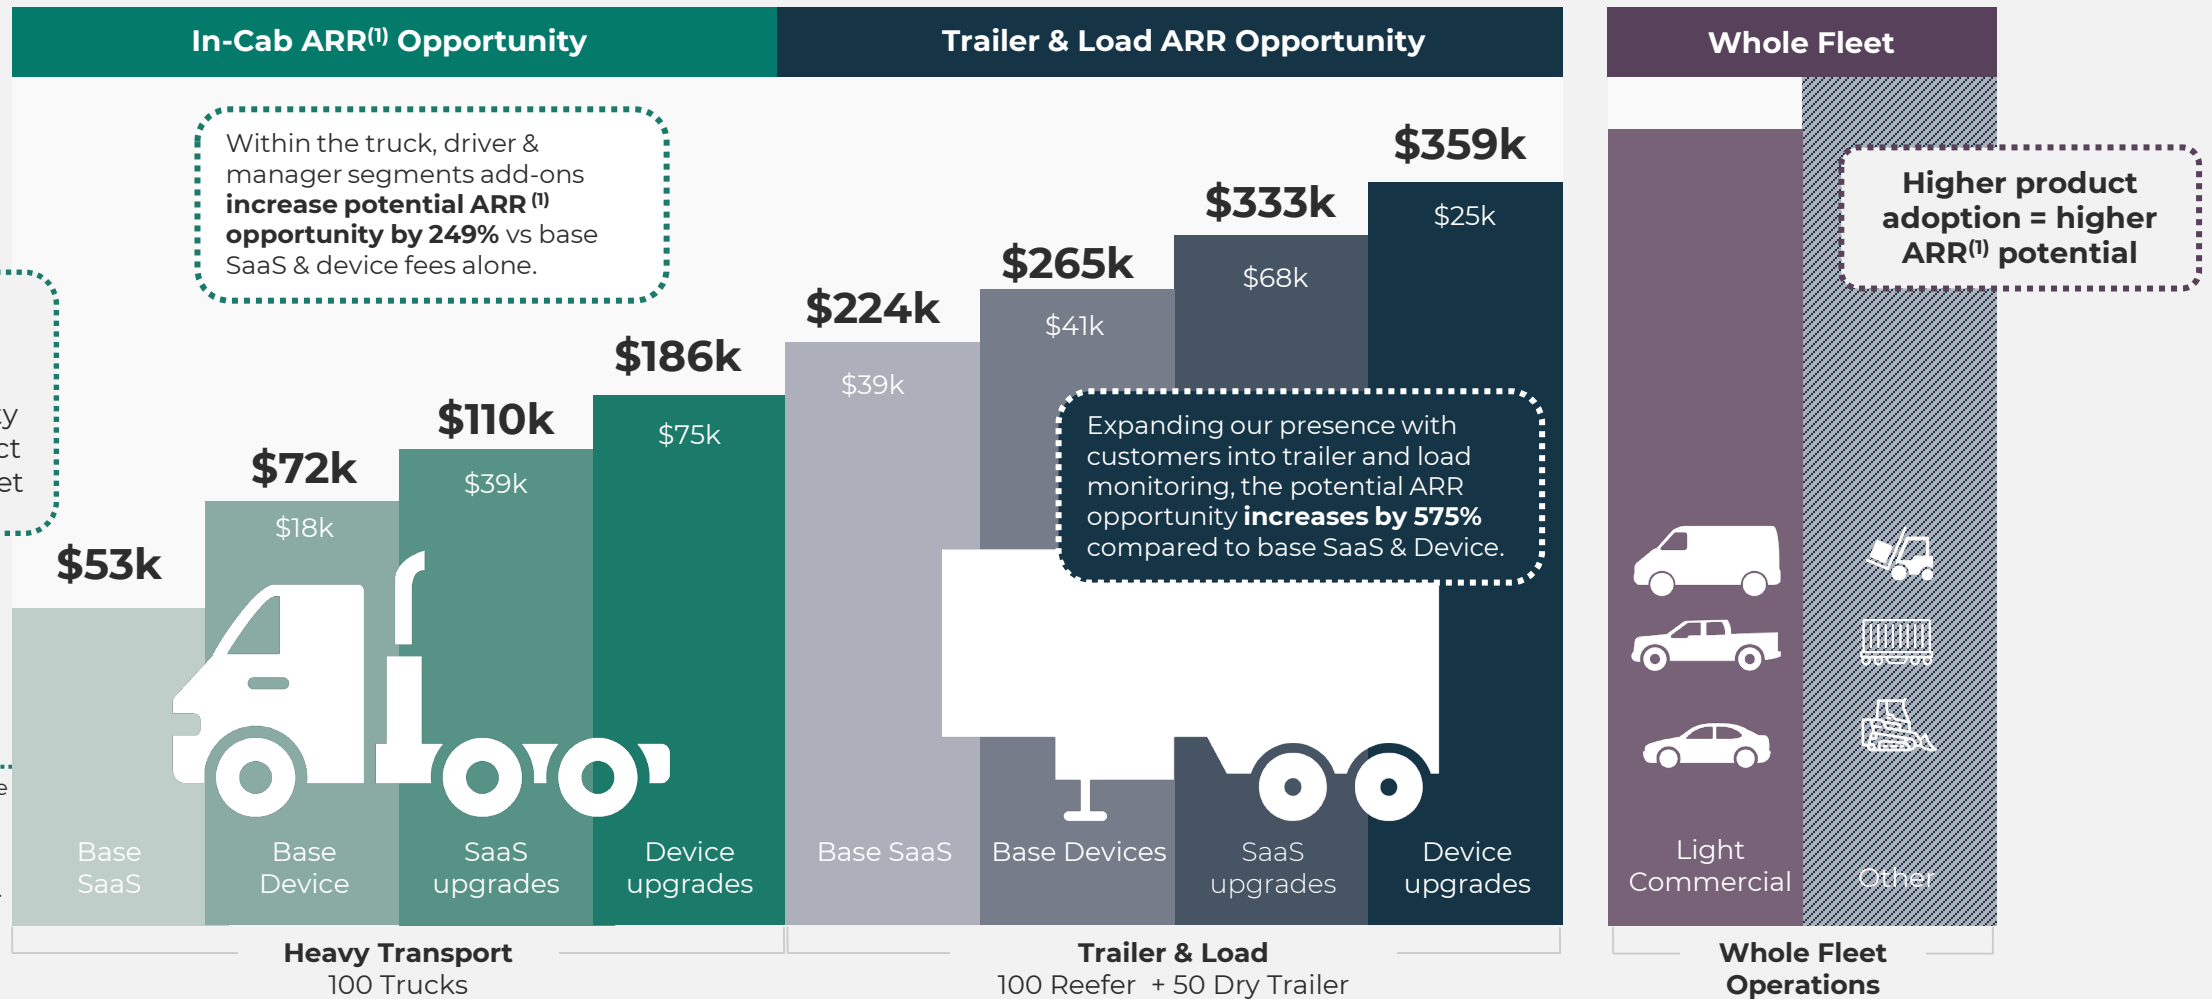 In-Cab ARR(1) Opportunity
Trailer & Load ARR Opportunity
Whole Fleet
Within the truck, driver &
manager segments add-ons
increase potential ARR (1)
opportunity by 249% vs base
SaaS & device fees alone.
Higher product
adoption = higher
ARR(1) potential
$53k
$72k
$18k
$110k
$39k
$186k
$75k
$224k
$39k
$265k
$41k
$333k
$68k
$359k
$25k
Expanding our presence with
customers into trailer and load
monitoring, the potential ARR
opportunity increases by 575%
compared to base SaaS & Device.
Base
SaaS
Base
Device
SaaS
upgrades
Device
upgrades
Base SaaS
Base Devices
SaaS
upgrades
Device
upgrades
Light
Commercial
Other
Heavy Transport
100 Trucks
Trailer & Load
100 Reefer + 50 Dry Trailer
Whole Fleet
Operations